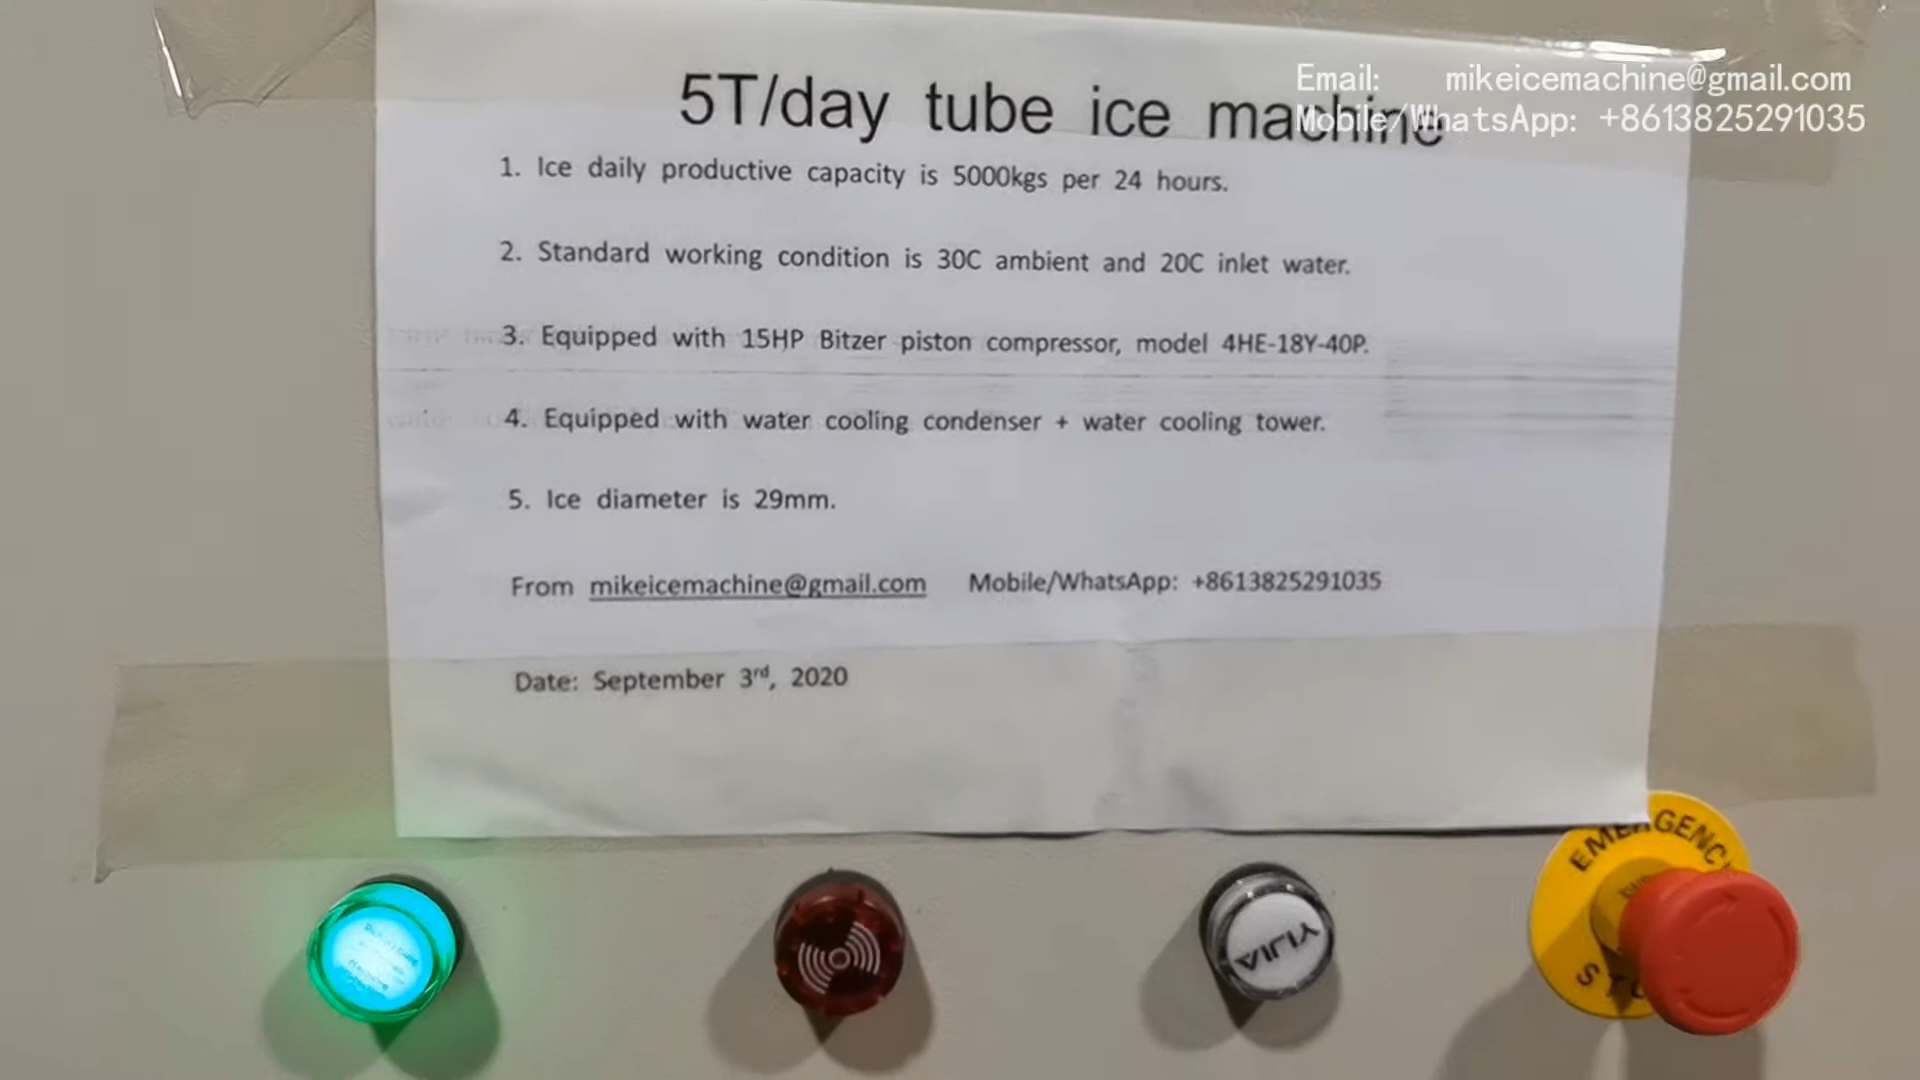 Email: mikeicemachine@gmail.com
Mobile/WhatsApp: +8613825291035
5T/day tube ice machine
1. Ice daily productive capacity is 5000kgs per 24 hours.
2. Standard working condition is 30C ambient and 20C inlet water.
3. Equipped with 15HP Bitzer piston compressor, model 4HE-18Y-40P.
4. Equipped with water cooling condenser + water cooling tower.
5. Ice diameter is 29mm.
From mikeicemachine@gmail.com Mobile/WhatsApp: +8613825291035
Date: September 3rd, 2020
YIJIA